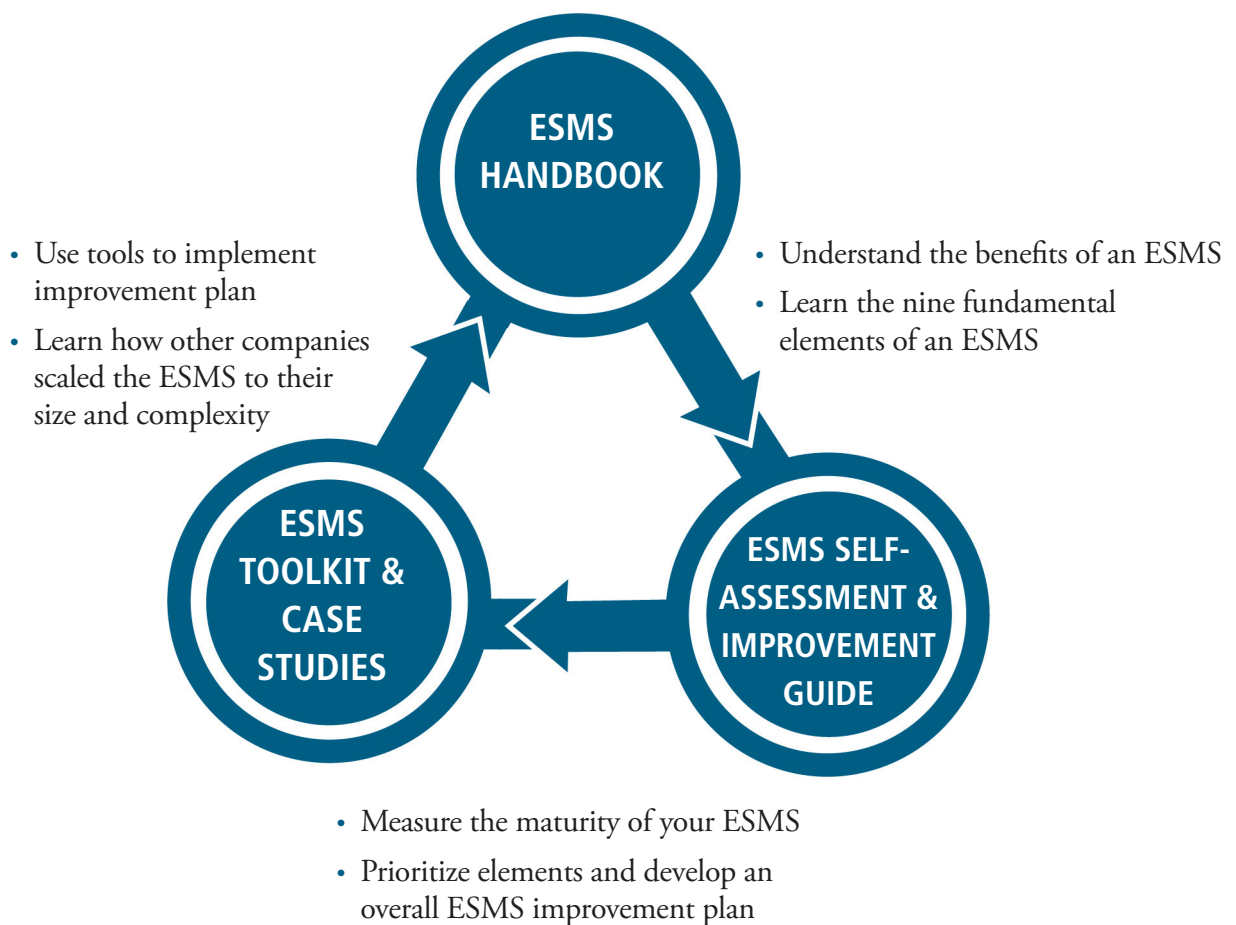 ESMS
HANDBOOK
• Use tools to implement
improvement plan
• Learn how other companies
scaled the ESMS to their
size and complexity
• Understand the benefits of an ESMS
• Learn the nine fundamental
elements of an ESMS
ESMS
TOOLKIT &
CASE
STUDIES
ESMS SELF-
ASSESSMENT &
IMPROVEMENT
GUIDE
• Measure the maturity of your ESMS
• Prioritize elements and develop an
overall ESMS improvement plan